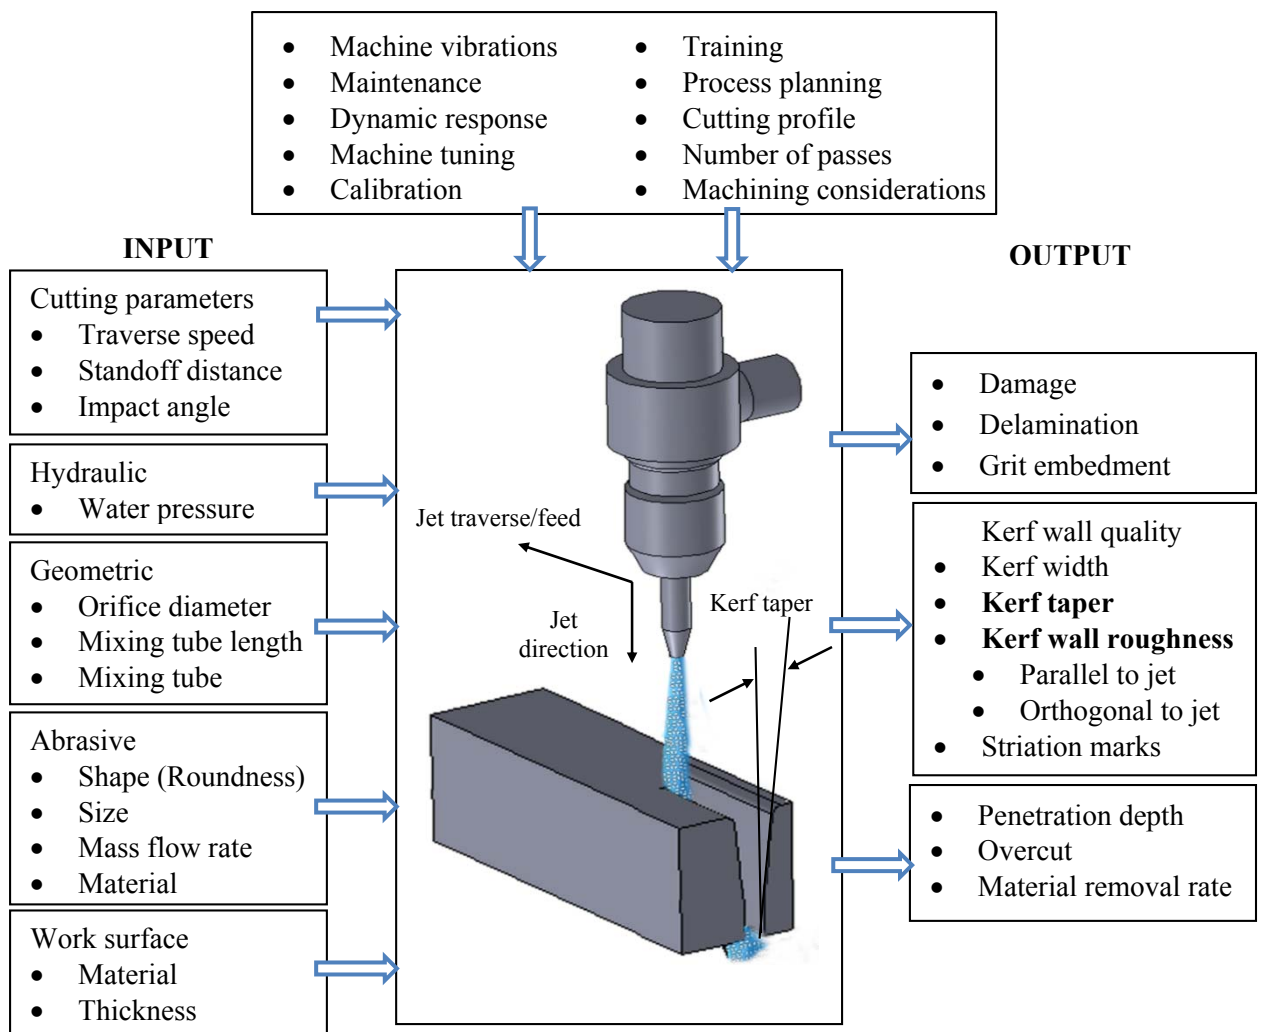 • Machine vibrations
• Maintenance
• Dynamic response
• Machine tuning
• Calibration
• Training
• Process planning
• Cutting profile
• Number of passes
• Machining considerations
INPUT
Cutting parameters
• Traverse speed
• Standoff distance
• Impact angle
Hydraulic
• Water pressure
Geometric
• Orifice diameter
• Mixing tube length
• Mixing tube
Abrasive
• Shape (Roundness)
• Size
• Mass flow rate
• Material
Work surface
• Material
• Thickness
Jet traverse/feed
Jet
direction
Kerf taper
OUTPUT
• Damage
• Delamination
• Grit embedment
Kerf wall quality
• Kerf width
• Kerf taper
• Kerf wall roughness
• Parallel to jet
• Orthogonal to jet
• Striation marks
• Penetration depth
• Overcut
• Material removal rate